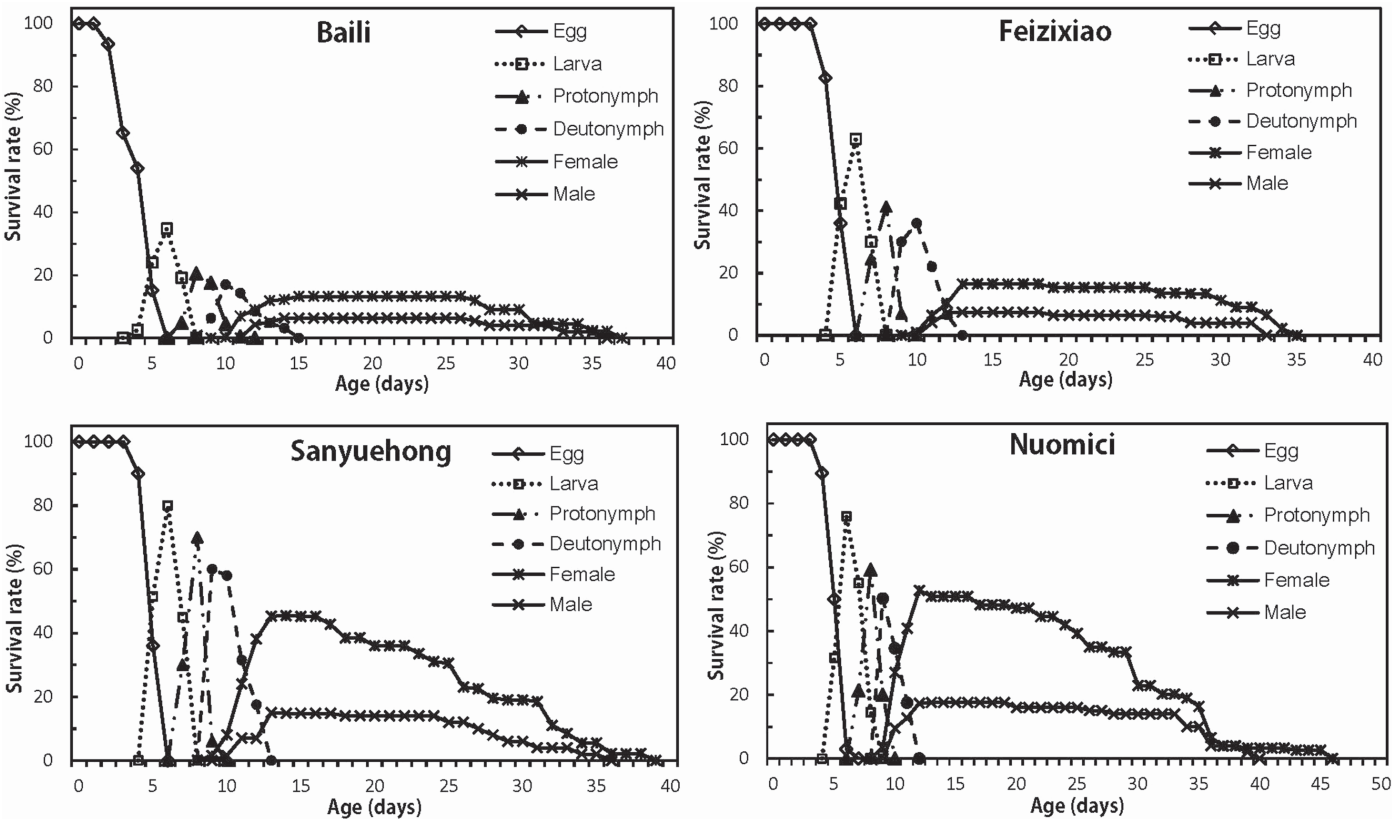 Baili
Survival rate (%)
100
80
60
40
20
0
Egg
Larva
Protonymph
Deutonymph
Female
Male
0 5 10 15 20 25 30 35 40
Age (days)
Feizixiao
Survival rate (%)
100
80
60
40
20
0
Egg
Larva
Protonymph
Deutonymph
Female
Male
0 5 10 15 20 25 30 35 40
Age (days)
Sanyuehong
Survival rate (%)
100
80
60
40
20
0
Egg
Larva
Protonymph
Deutonymph
Female
Male
0 5 10 15 20 25 30 35 40
Age (days)
Nuomici
Survival rate (%)
100
80
60
40
20
0
Egg
Larva
Protonymph
Deutonymph
Female
Male
0 5 10 15 20 25 30 35 40 45 50
Age (days)